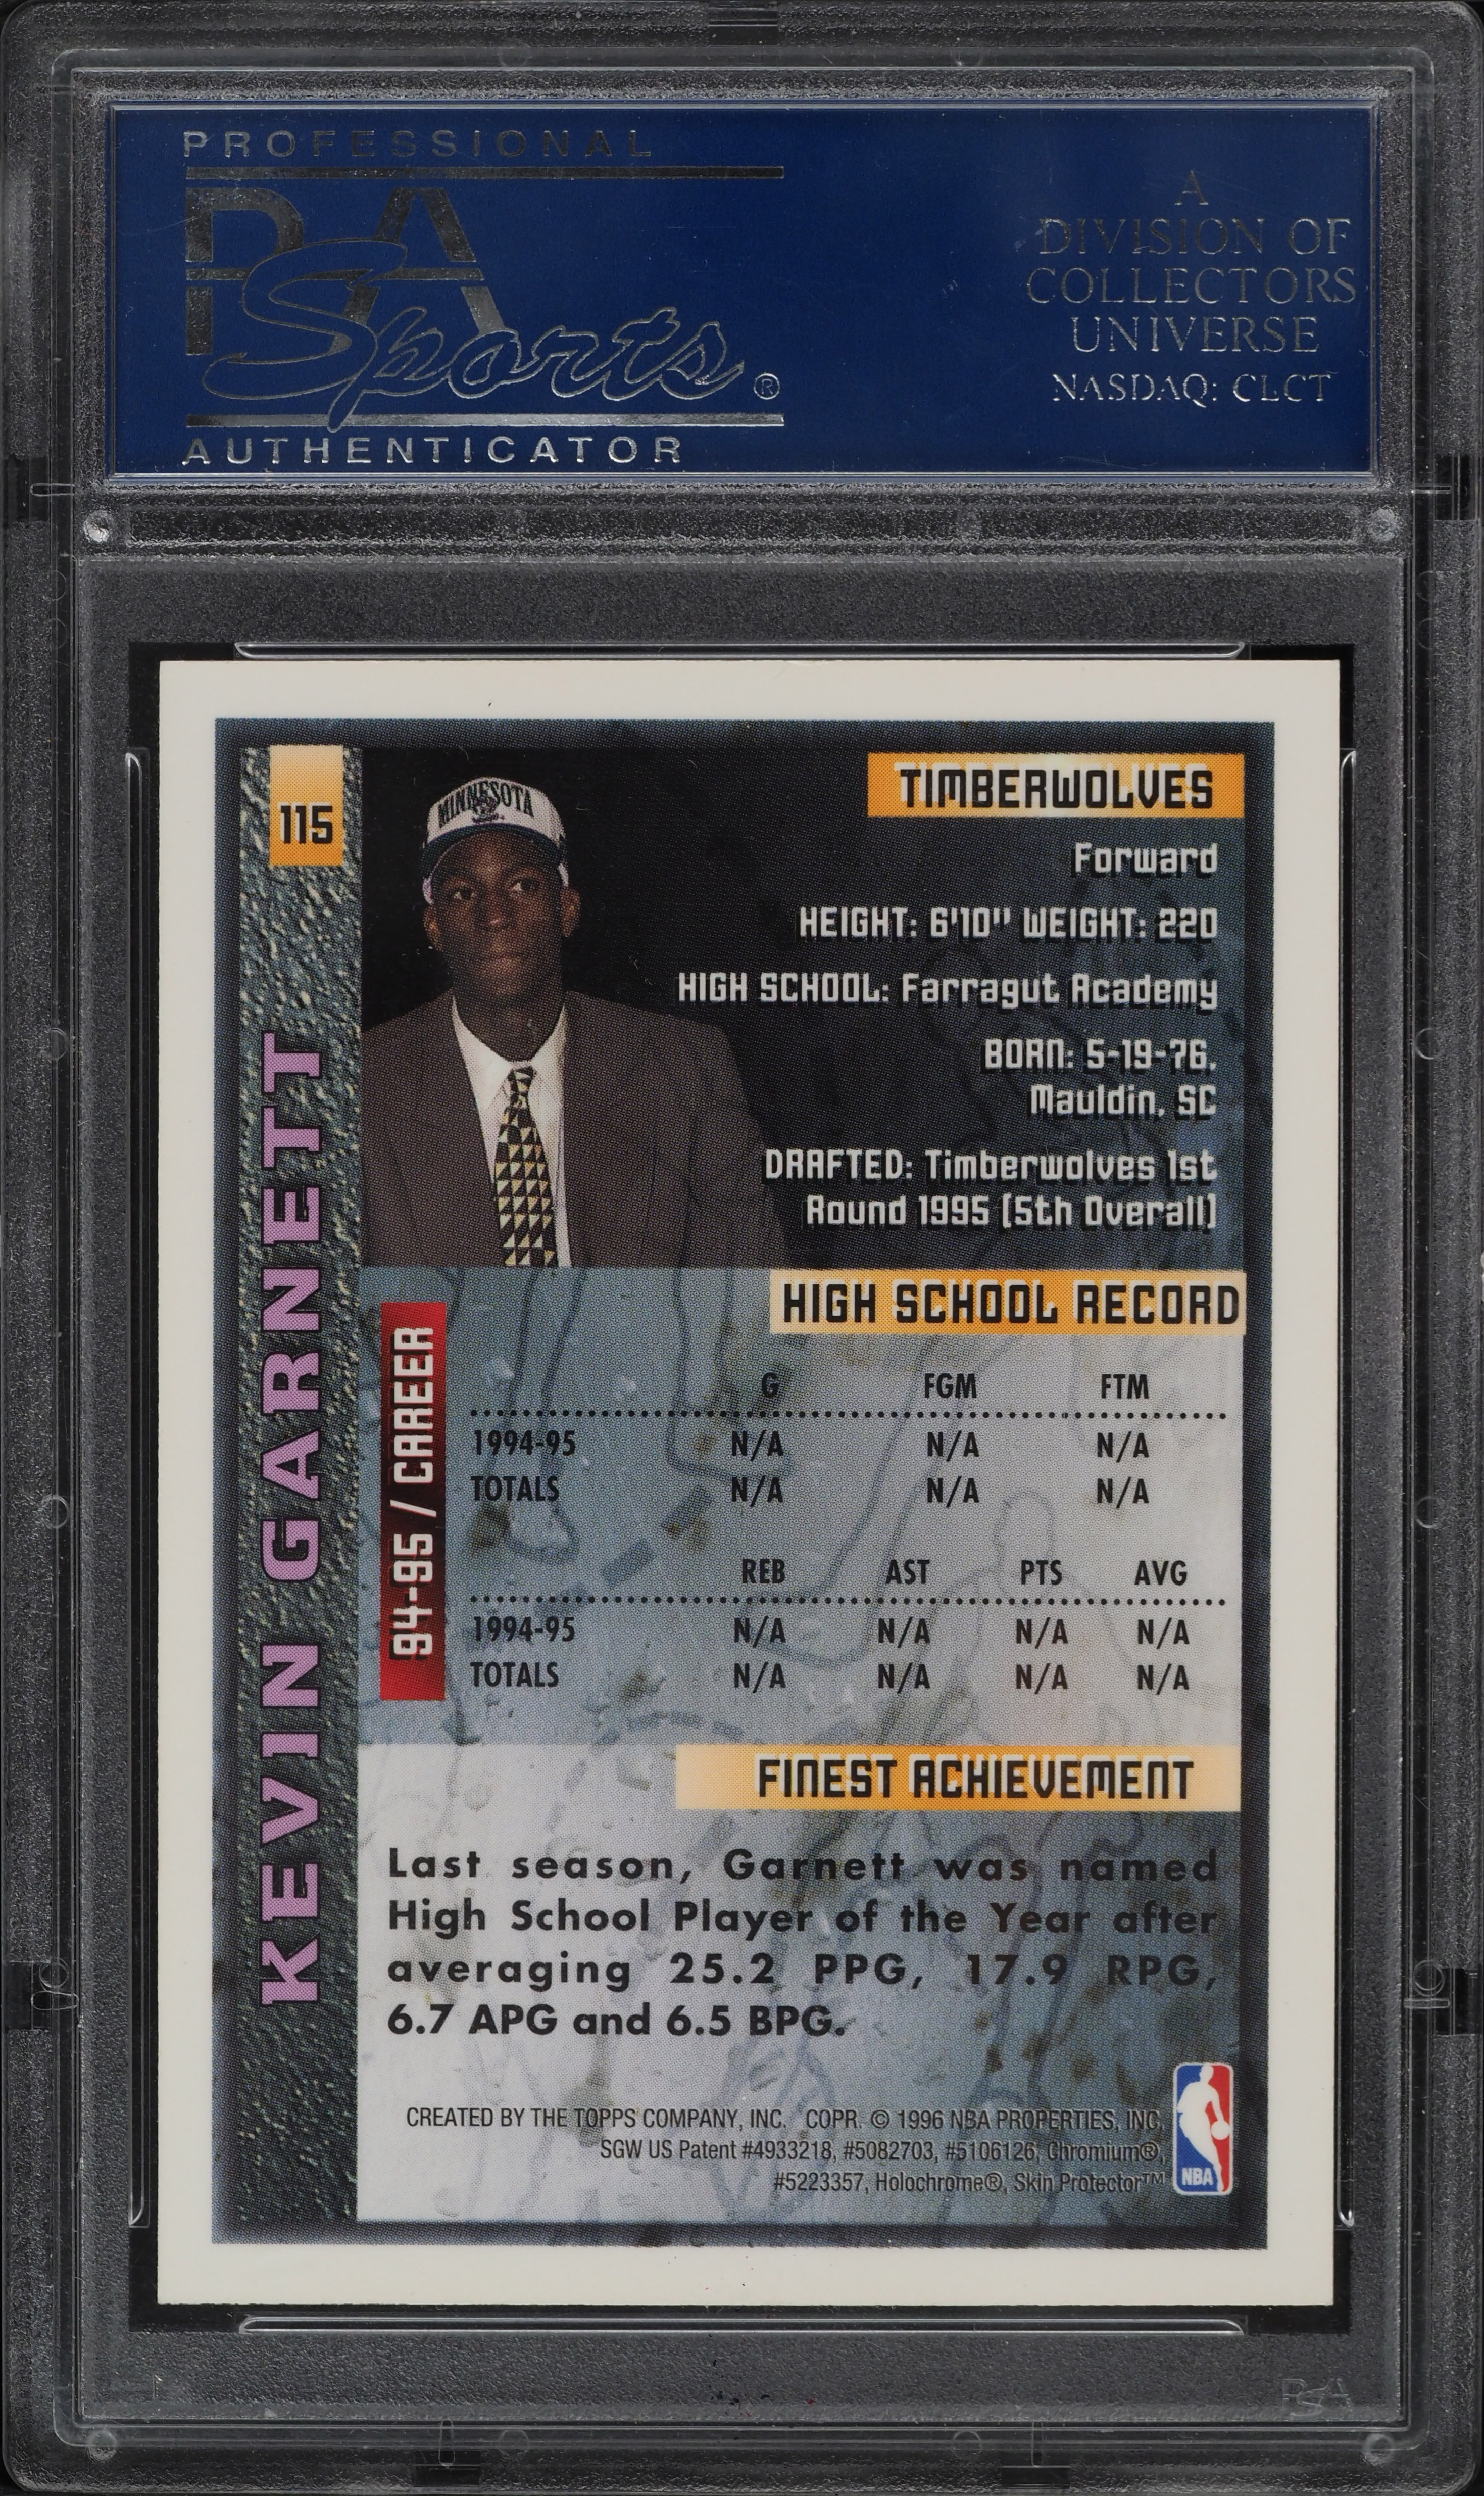 PROFESSIONAL
PSA
Sports®
AUTHENTICATOR
A
DIVISION OF
COLLECTORS
UNIVERSE
NASDAQ: CLCT
115
MINNESOTA
KEVIN GARNETT
TIMBERWOLVES
Forward
HEIGHT: 6'10" WEIGHT: 220
HIGH SCHOOL: Farragut Academy
BORN: 5-19-76,
Mauldin, SC
DRAFTED: Timberwolves 1st
Round 1995 (5th Overall)
HIGH SCHOOL RECORD
94-95 / CAREER
G FGM FTM
1994-95 N/A N/A N/A
TOTALS N/A N/A N/A
REB AST PTS AVG
1994-95 N/A N/A N/A N/A
TOTALS N/A N/A N/A N/A
FINEST ACHIEVEMENT
Last season, Garnett was named
High School Player of the Year after
averaging 25.2 PPG, 17.9 RPG,
6.7 APG and 6.5 BPG.
CREATED BY THE TOPPS COMPANY, INC. COPR. © 1996 NBA PROPERTIES, INC,
SGW US Patent #4933218, #5082703, #5106126, Chromium®,
#5223357, Holochrome®, Skin Protector™
NBA
PSA